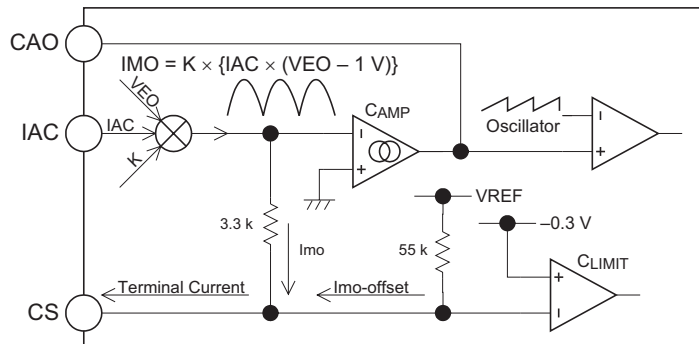 CAO
IMO = K × {IAC × (VEO – 1 V)}
VEO
CAMP
IAC
IAC
Oscillator
K
VREF
–0.3 V
3.3 k
Imo
55 k
CLIMIT
Terminal Current
Imo-offset
CS